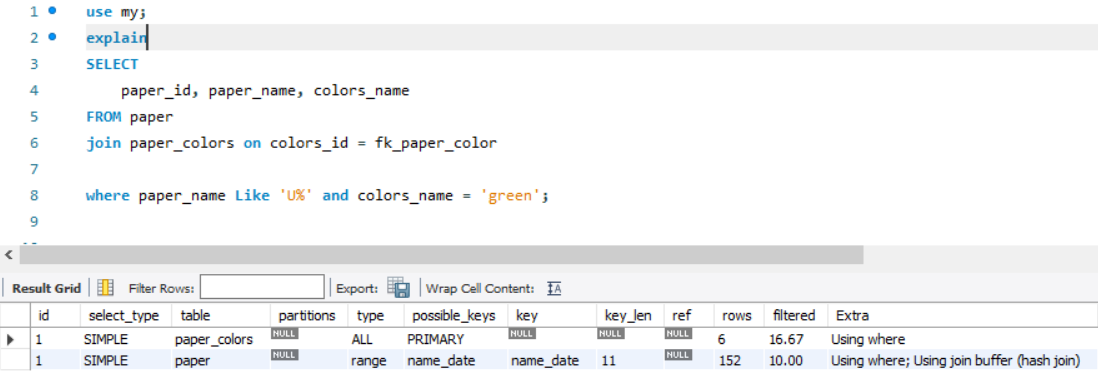 1 use my;
2 explain
3 SELECT
4 paper_id, paper_name, colors_name
5 FROM paper
6 join paper_colors on colors_id = fk_paper_color
7
8 where paper_name Like 'U%' and colors_name = 'green';
9
Result Grid Filter Rows: Export: Wrap Cell Content: IA
id select_type table partitions type possible_keys key key_len ref rows filtered Extra
1 SIMPLE paper_colors NULL ALL PRIMARY NULL NULL NULL 6 16.67 Using where
1 SIMPLE paper NULL range name_date name_date 11 NULL 152 10.00 Using where; Using join buffer (hash join)